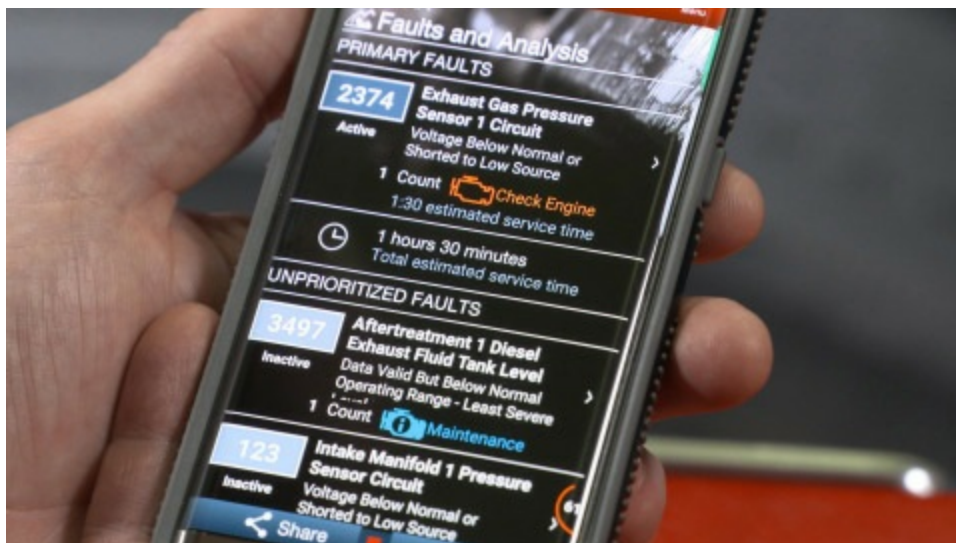 Menu
Faults and Analysis
PRIMARY FAULTS
2374
Active
Exhaust Gas Pressure
Sensor 1 Circuit
Voltage Below Normal or
Shorted to Low Source
1 Count Check Engine
1:30 estimated service time
1 hours 30 minutes
Total estimated service time
UNPRIORITIZED FAULTS
3497
Inactive
Aftertreatment 1 Diesel
Exhaust Fluid Tank Level
Data Valid But Below Normal
Operating Range - Least Severe
1 Count Maintenance
123
Inactive
Intake Manifold 1 Pressure
Sensor Circuit
Voltage Below Normal or
Shorted to Low Source
61
Share